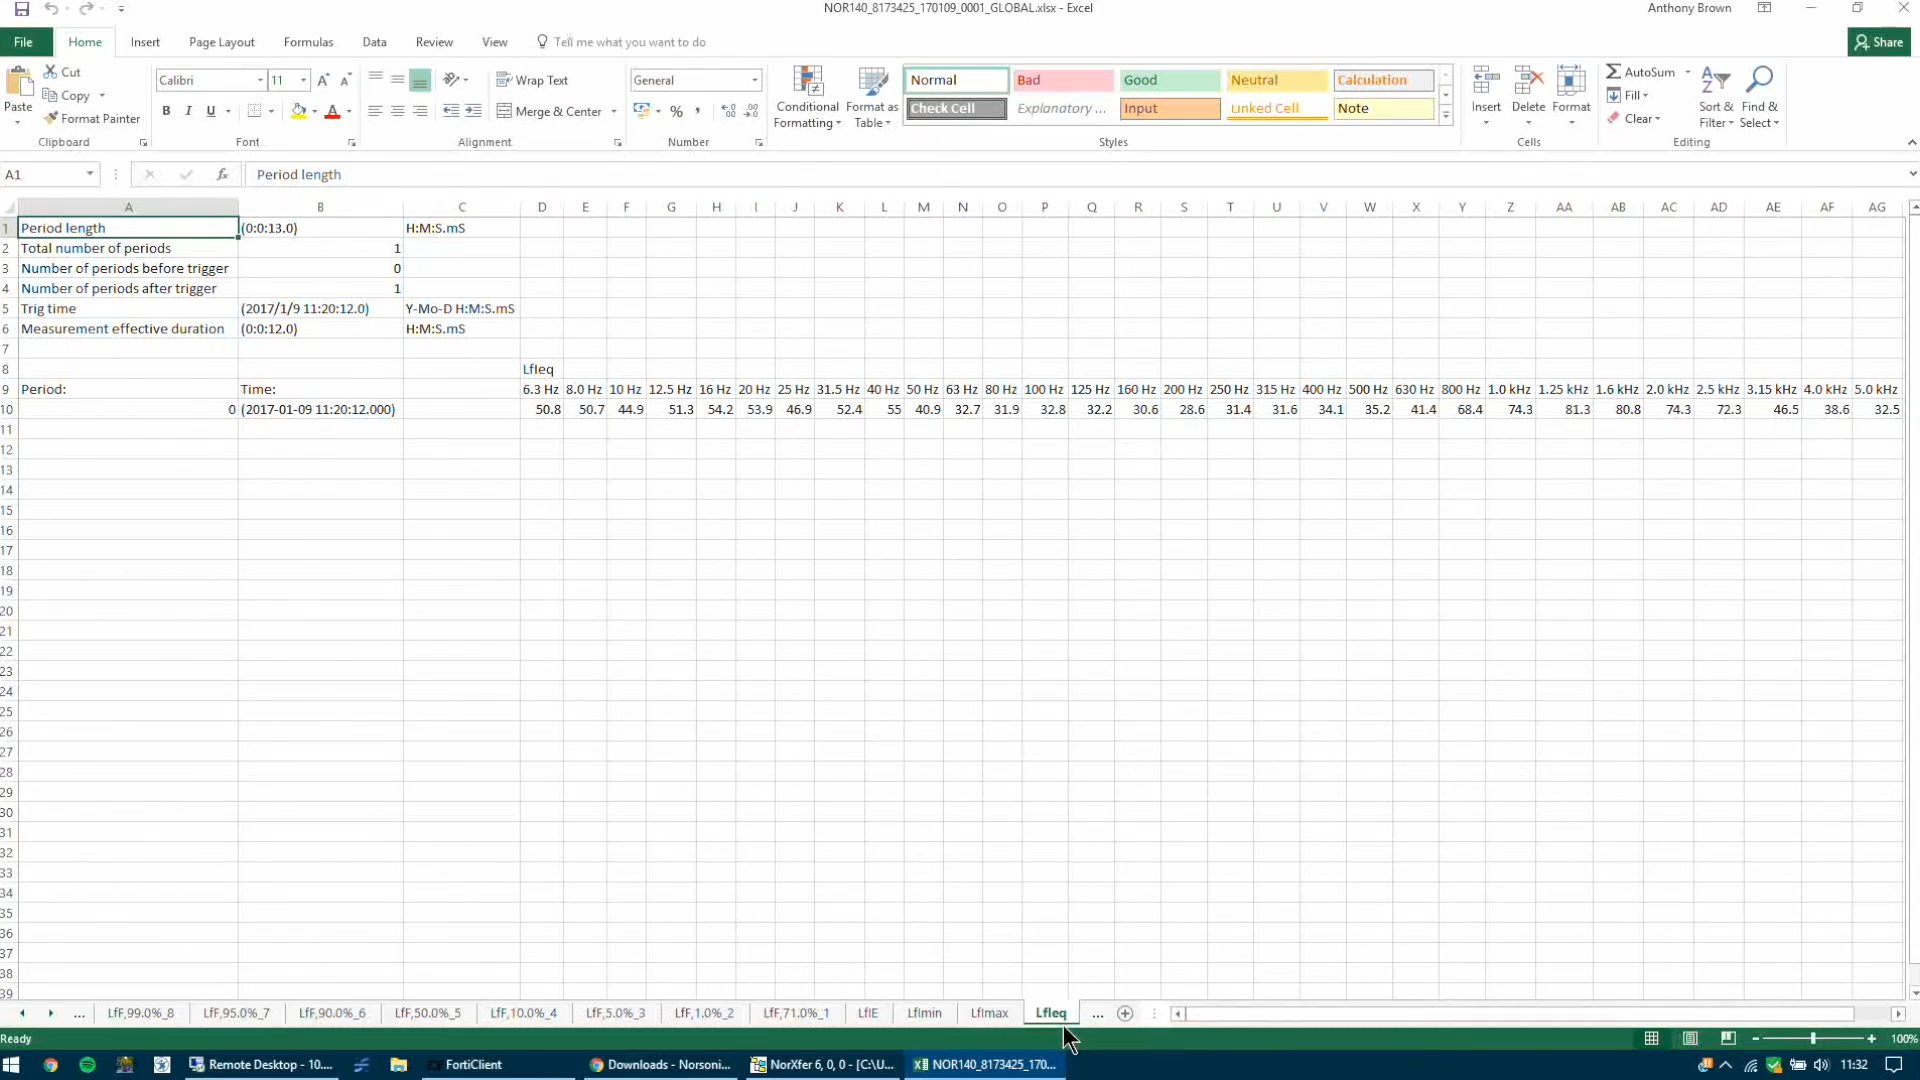 NOR140_8173425_170109_0001_GLOBAL.xlsx - Excel
Anthony Brown
File Home Insert Page Layout Formulas Data Review View Tell me what you want to do Share
Paste Cut Copy Format Painter Clipboard
Calibri 11 B I U Font
Wrap Text Merge & Center Alignment
General % , Number
Conditional Formatting Format as Table
Normal Bad Good Neutral Calculation
Check Cell Explanatory ... Input Linked Cell Note
Styles
Insert Delete Format Cells
AutoSum Fill Clear Sort & Filter Find & Select Editing
A1 fx Period length
A B C D E F G H I J K L M N O P Q R S T U V W X Y Z AA AB AC AD AE AF AG
1 Period length (0:0:13.0) H:M:S.mS
2 Total number of periods 1
3 Number of periods before trigger 0
4 Number of periods after trigger 1
5 Trig time (2017/1/9 11:20:12.0) Y-Mo-D H:M:S.mS
6 Measurement effective duration (0:0:12.0) H:M:S.mS
7
8 Lfleq
9 Period: Time: 6.3 Hz 8.0 Hz 10 Hz 12.5 Hz 16 Hz 20 Hz 25 Hz 31.5 Hz 40 Hz 50 Hz 63 Hz 80 Hz 100 Hz 125 Hz 160 Hz 200 Hz 250 Hz 315 Hz 400 Hz 500 Hz 630 Hz 800 Hz 1.0 kHz 1.25 kHz 1.6 kHz 2.0 kHz 2.5 kHz 3.15 kHz 4.0 kHz 5.0 kHz
10 0 (2017-01-09 11:20:12.000) 50.8 50.7 44.9 51.3 54.2 53.9 46.9 52.4 55 40.9 32.7 31.9 32.8 32.2 30.6 28.6 31.4 31.6 34.1 35.2 41.4 68.4 74.3 81.3 80.8 74.3 72.3 46.5 38.6 32.5
11
12
13
14
15
16
17
18
19
20
21
22
23
24
25
26
27
28
29
30
31
32
33
34
35
36
37
38
39
... LfF,99.0%_8 LfF,95.0%_7 LfF,90.0%_6 LfF,50.0%_5 LfF,10.0%_4 LfF,5.0%_3 LfF,1.0%_2 LfF,71.0%_1 LflE Lflmin Lflmax Lfleq ...
Ready 100%
Remote Desktop - 10.... FortiClient Downloads - Norsoni... NorXfer 6, 0, 0 - [C:\U... NOR140_8173425_170... 11:32